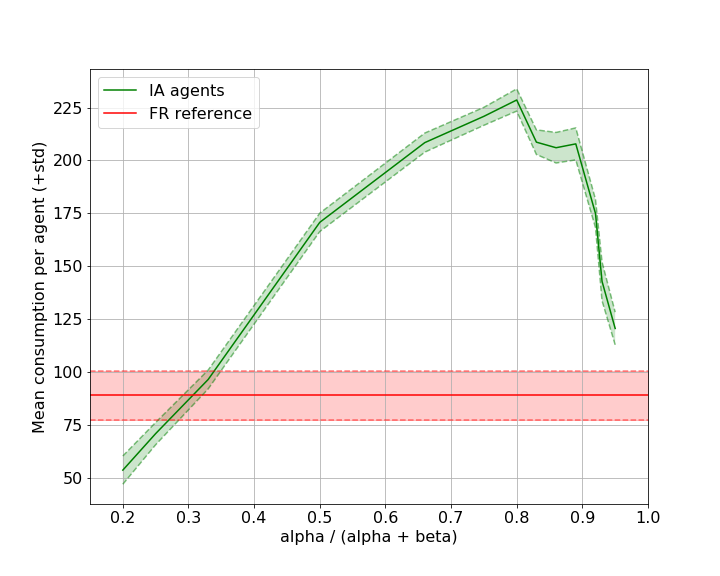 IA agents
FR reference
Mean consumption per agent (+std)
225
200
175
150
125
100
75
50
0.2 0.3 0.4 0.5 0.6 0.7 0.8 0.9 1.0
alpha / (alpha + beta)